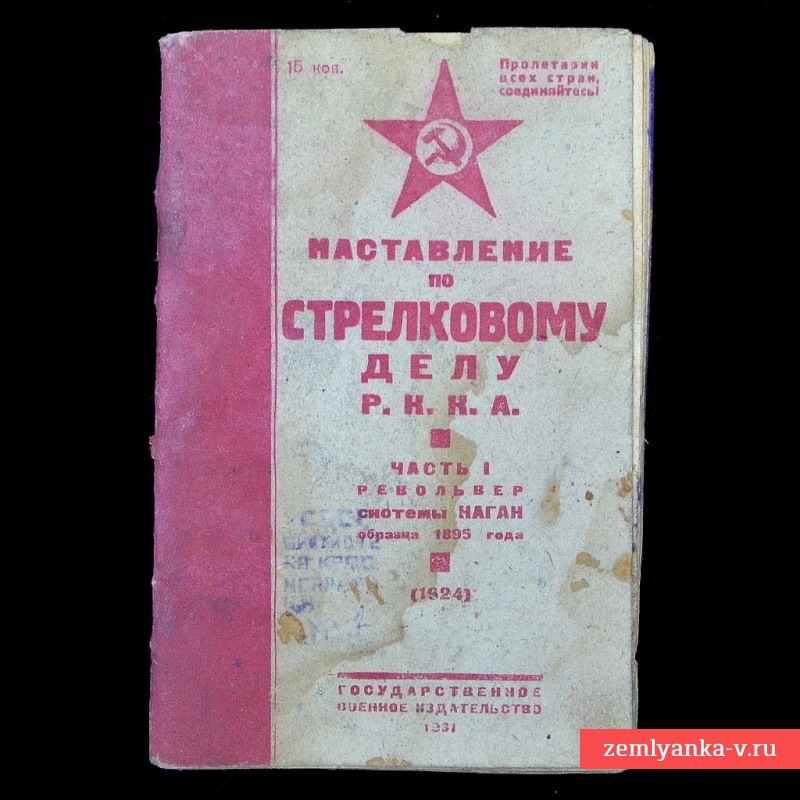 15 коп.
Пролетарии
всех стран,
соединяйтесь!
НАСТАВЛЕНИЕ
ПО
СТРЕЛКОВОМУ
ДЕЛУ
Р. К. К. А.
ЧАСТЬ I
РЕВОЛЬВЕР
системы НАГАН
образца 1895 года
(1924)
ГОСУДАРСТВЕННОЕ
ВОЕННОЕ ИЗДАТЕЛЬСТВО
1931
zemlyanka-v.ru